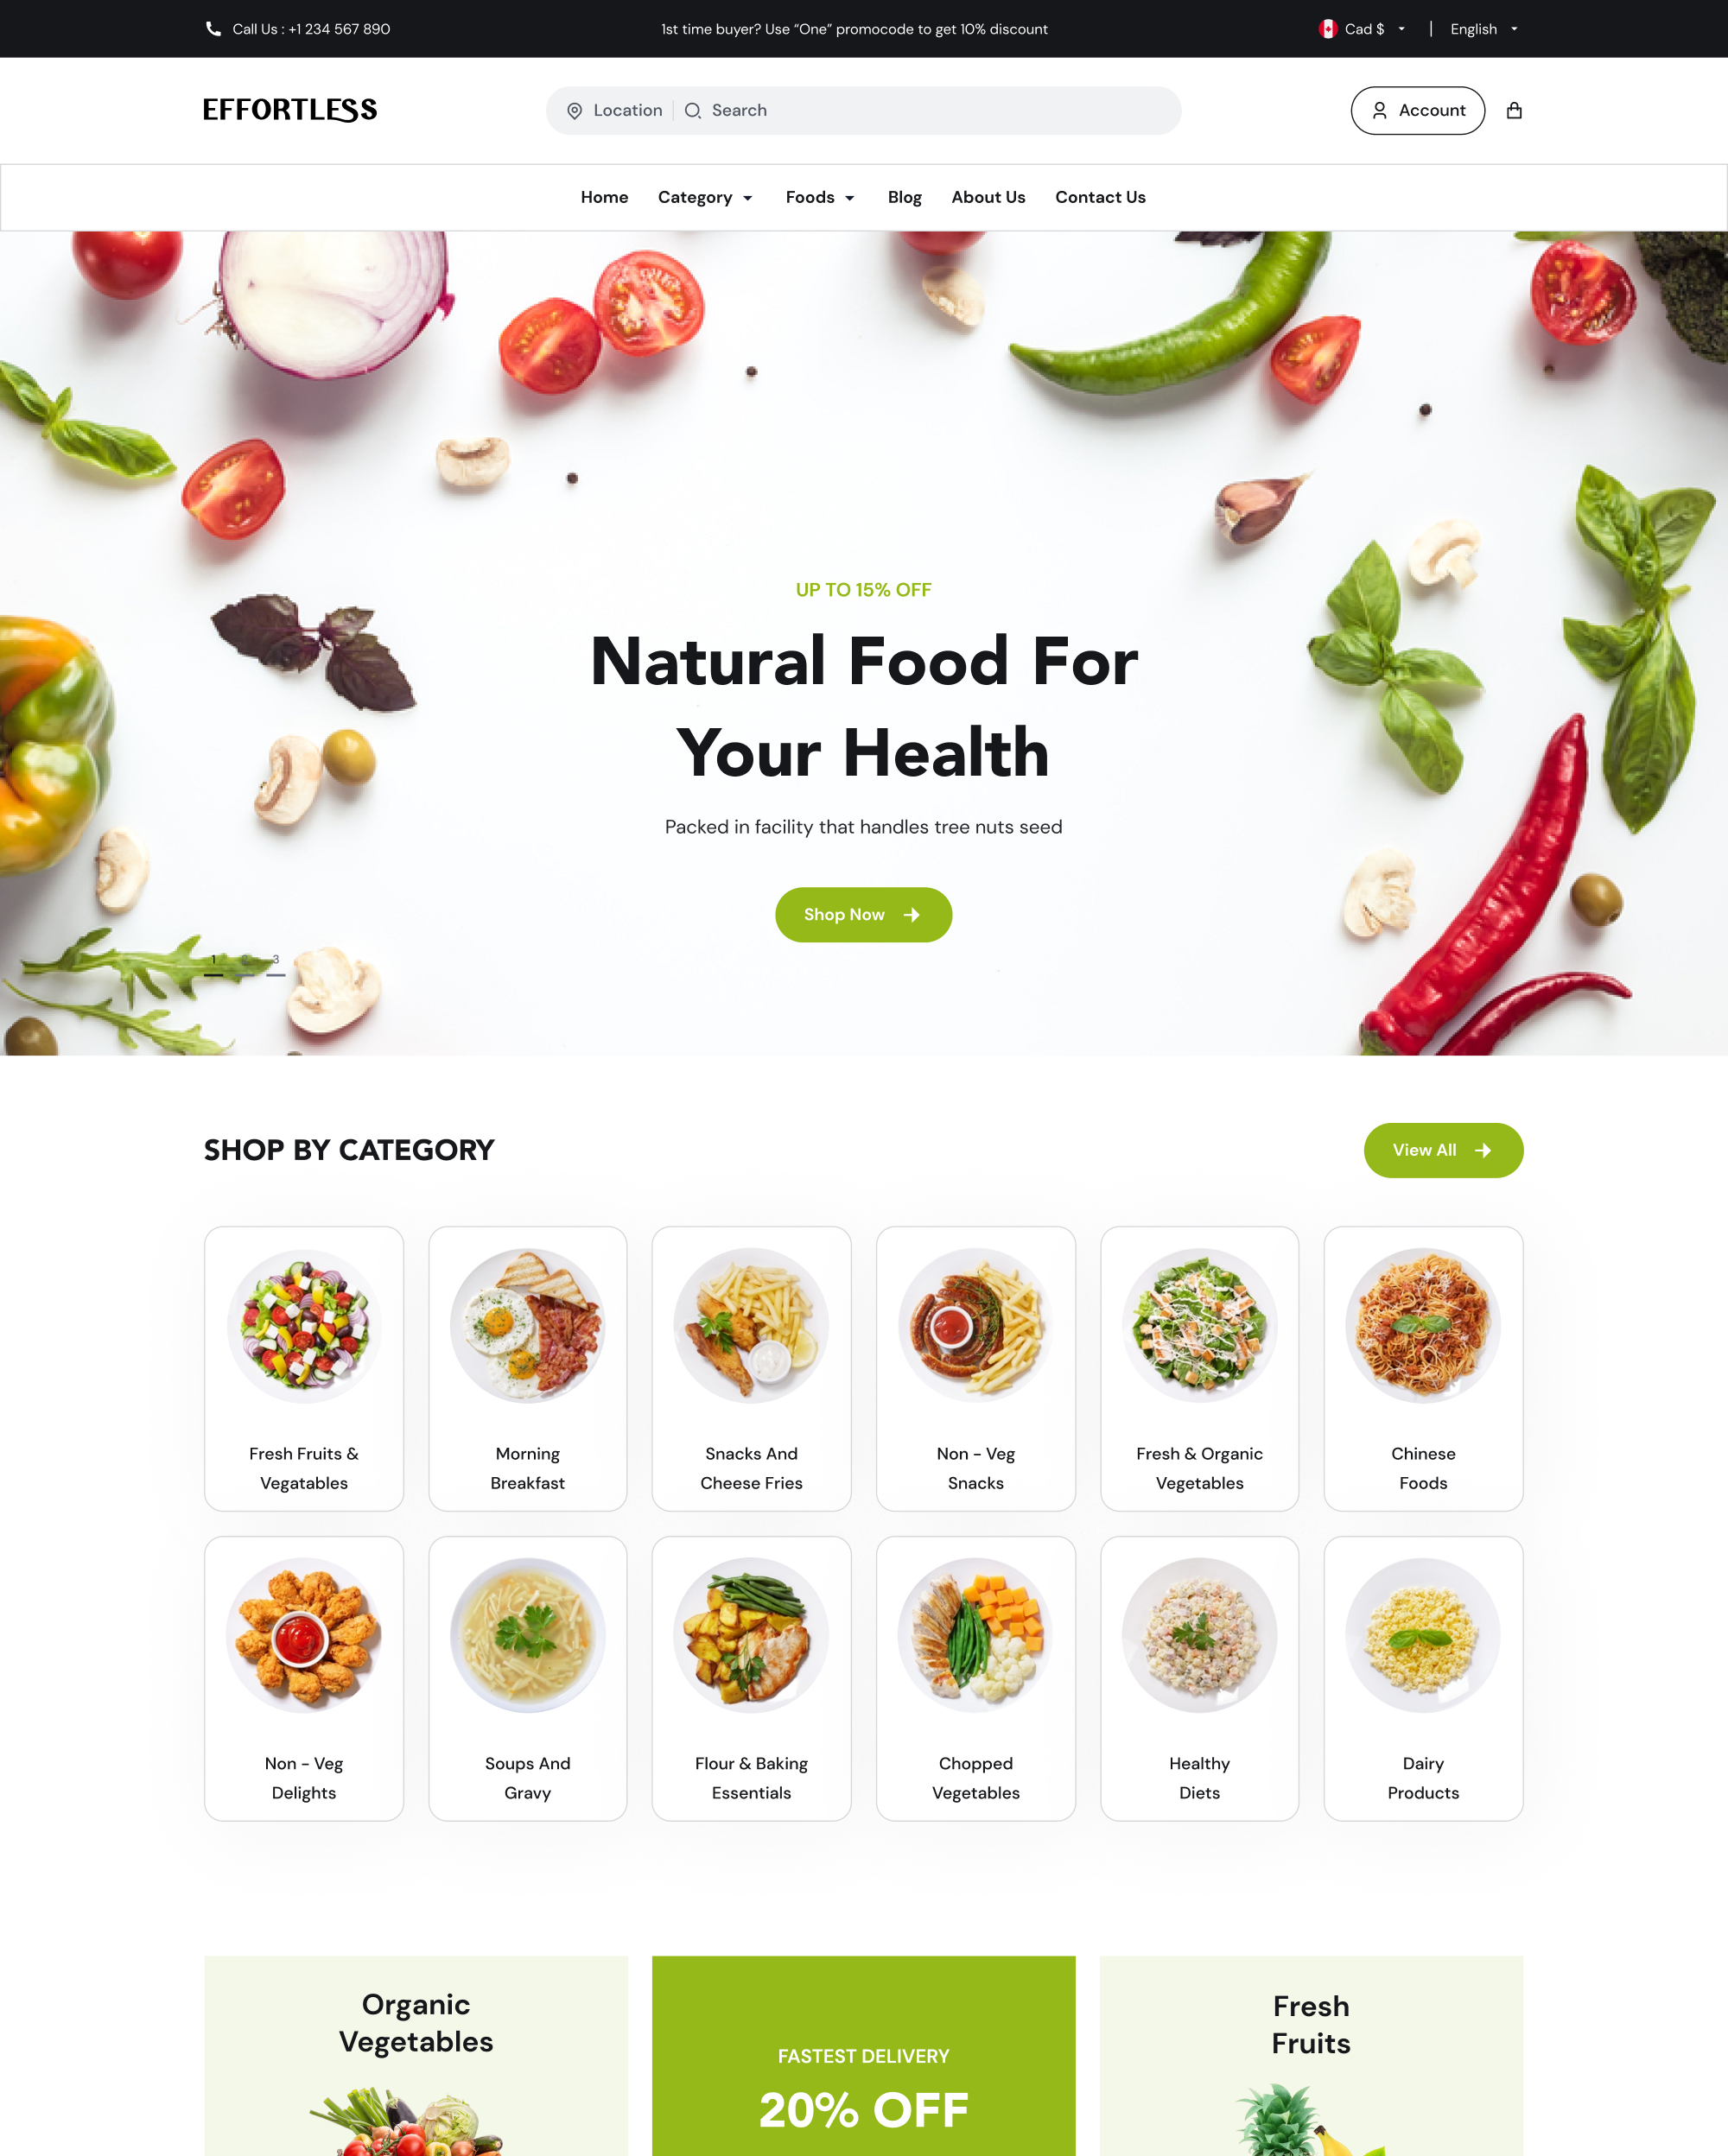 Call Us : +1 234 567 890
1st time buyer? Use “One” promocode to get 10% discount
Cad $ | English
EFFORTLESS
Location
Search
Account
Home Category Foods Blog About Us Contact Us
UP TO 15% OFF
Natural Food For
Your Health
Packed in facility that handles tree nuts seed
Shop Now
1 2 3
SHOP BY CATEGORY
View All
Fresh Fruits &
Vegatables
Morning
Breakfast
Snacks And
Cheese Fries
Non - Veg
Snacks
Fresh & Organic
Vegetables
Chinese
Foods
Non - Veg
Delights
Soups And
Gravy
Flour & Baking
Essentials
Chopped
Vegetables
Healthy
Diets
Dairy
Products
Organic
Vegetables
FASTEST DELIVERY
20% OFF
Fresh
Fruits